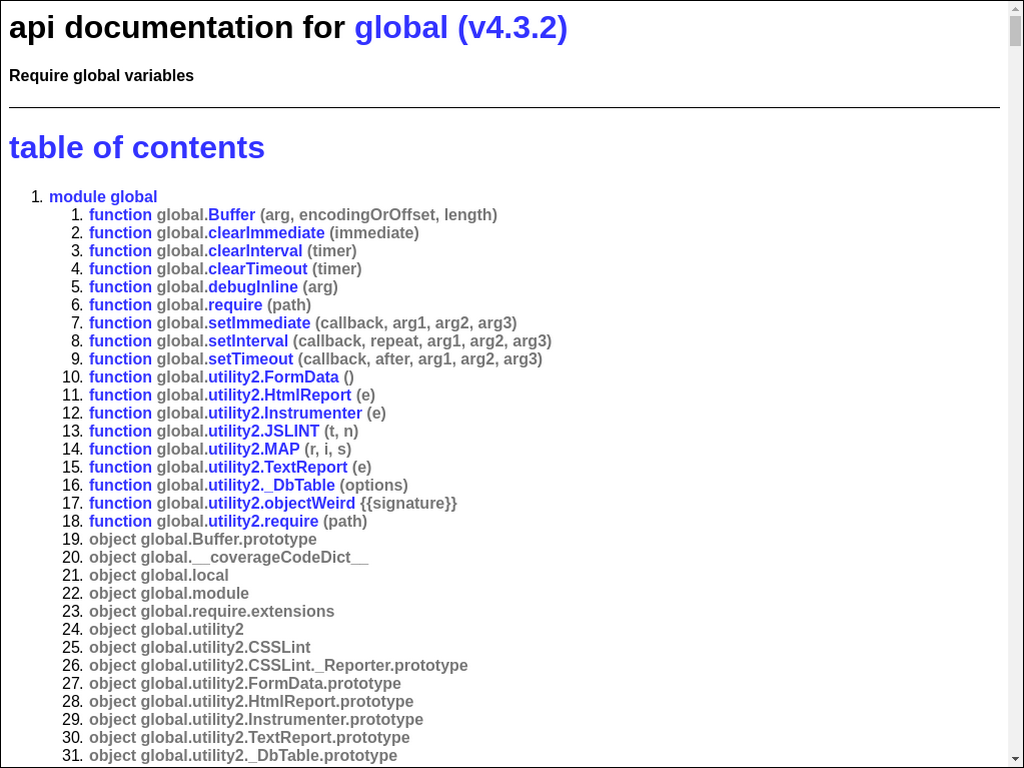 api documentation for global (v4.3.2)
Require global variables
table of contents
1. module global
1. function global.Buffer (arg, encodingOrOffset, length)
2. function global.clearImmediate (immediate)
3. function global.clearInterval (timer)
4. function global.clearTimeout (timer)
5. function global.debugInline (arg)
6. function global.require (path)
7. function global.setImmediate (callback, arg1, arg2, arg3)
8. function global.setInterval (callback, repeat, arg1, arg2, arg3)
9. function global.setTimeout (callback, after, arg1, arg2, arg3)
10. function global.utility2.FormData ()
11. function global.utility2.HtmlReport (e)
12. function global.utility2.Instrumenter (e)
13. function global.utility2.JSLINT (t, n)
14. function global.utility2.MAP (r, i, s)
15. function global.utility2.TextReport (e)
16. function global.utility2._DbTable (options)
17. function global.utility2.objectWeird {{signature}}
18. function global.utility2.require (path)
19. object global.Buffer.prototype
20. object global.__coverageCodeDict__
21. object global.local
22. object global.module
23. object global.require.extensions
24. object global.utility2
25. object global.utility2.CSSLint
26. object global.utility2.CSSLint._Reporter.prototype
27. object global.utility2.FormData.prototype
28. object global.utility2.HtmlReport.prototype
29. object global.utility2.Instrumenter.prototype
30. object global.utility2.TextReport.prototype
31. object global.utility2._DbTable.prototype